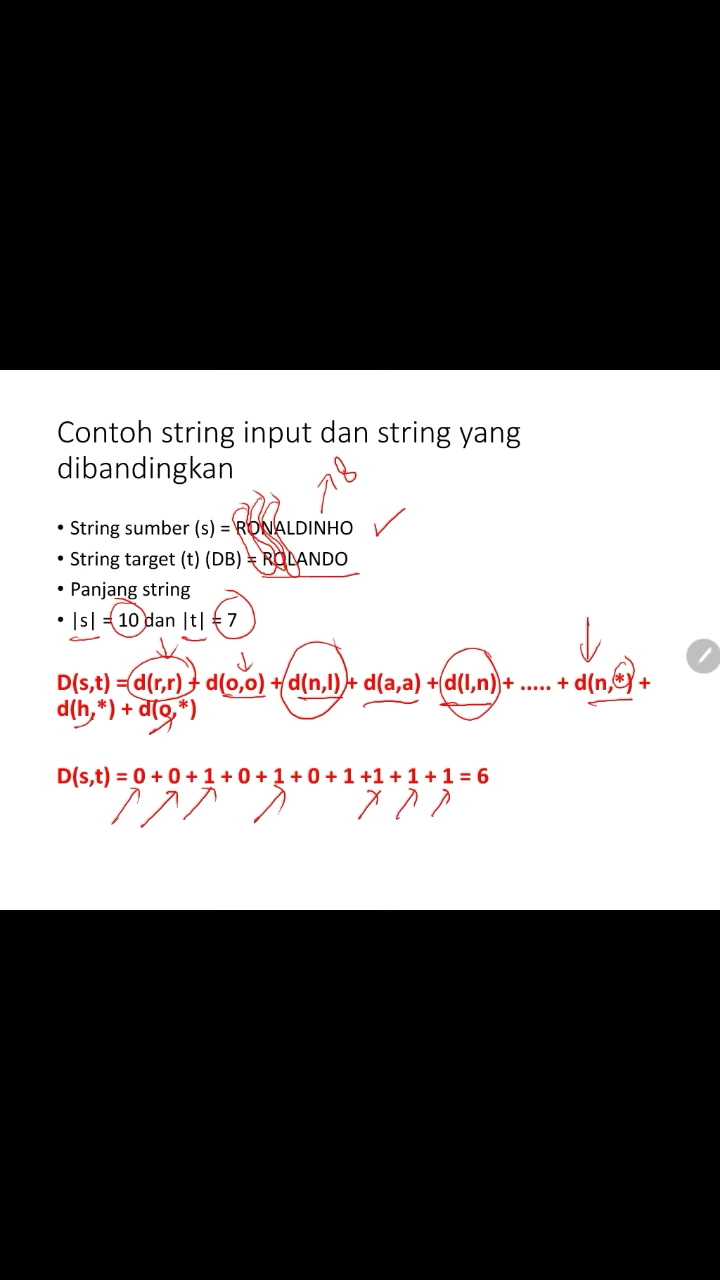 Contoh string input dan string yang
dibandingkan
8
• String sumber (s) = RONALDINHO
• String target (t) (DB) = ROLANDO
• Panjang string
• |s| = 10 dan |t| = 7
D(s,t) = d(r,r) + d(o,o) + d(n,l) + d(a,a) + d(l,n) + ..... + d(n,*) +
d(h,*) + d(o,*)
D(s,t) = 0 + 0 + 1 + 0 + 1 + 0 + 1 +1 + 1 + 1 = 6